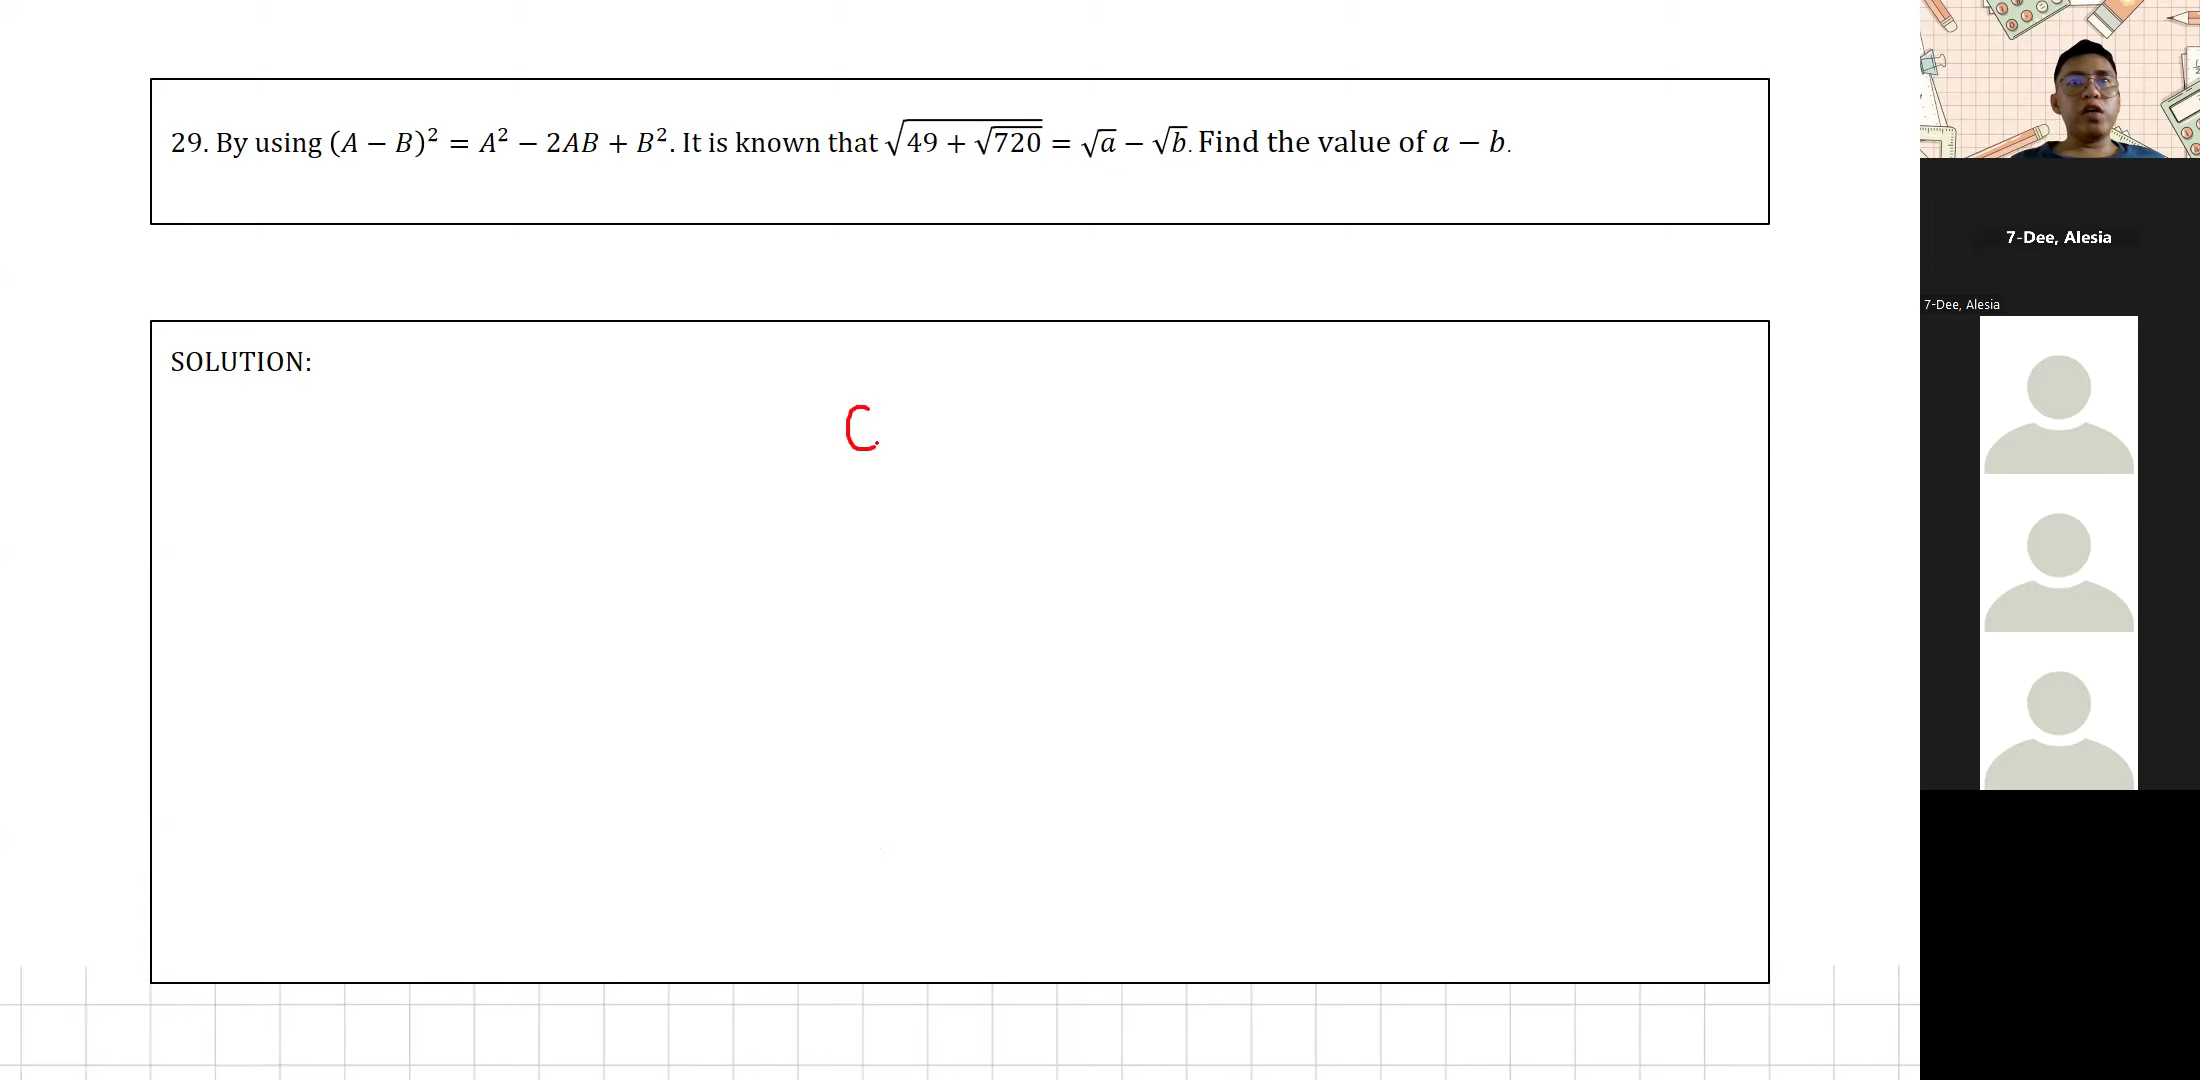 29. By using (A − B)² = A² − 2AB + B². It is known that √(49 + √720) = √a − √b. Find the value of a − b.
SOLUTION:
C
7-Dee, Alesia
7-Dee, Alesia